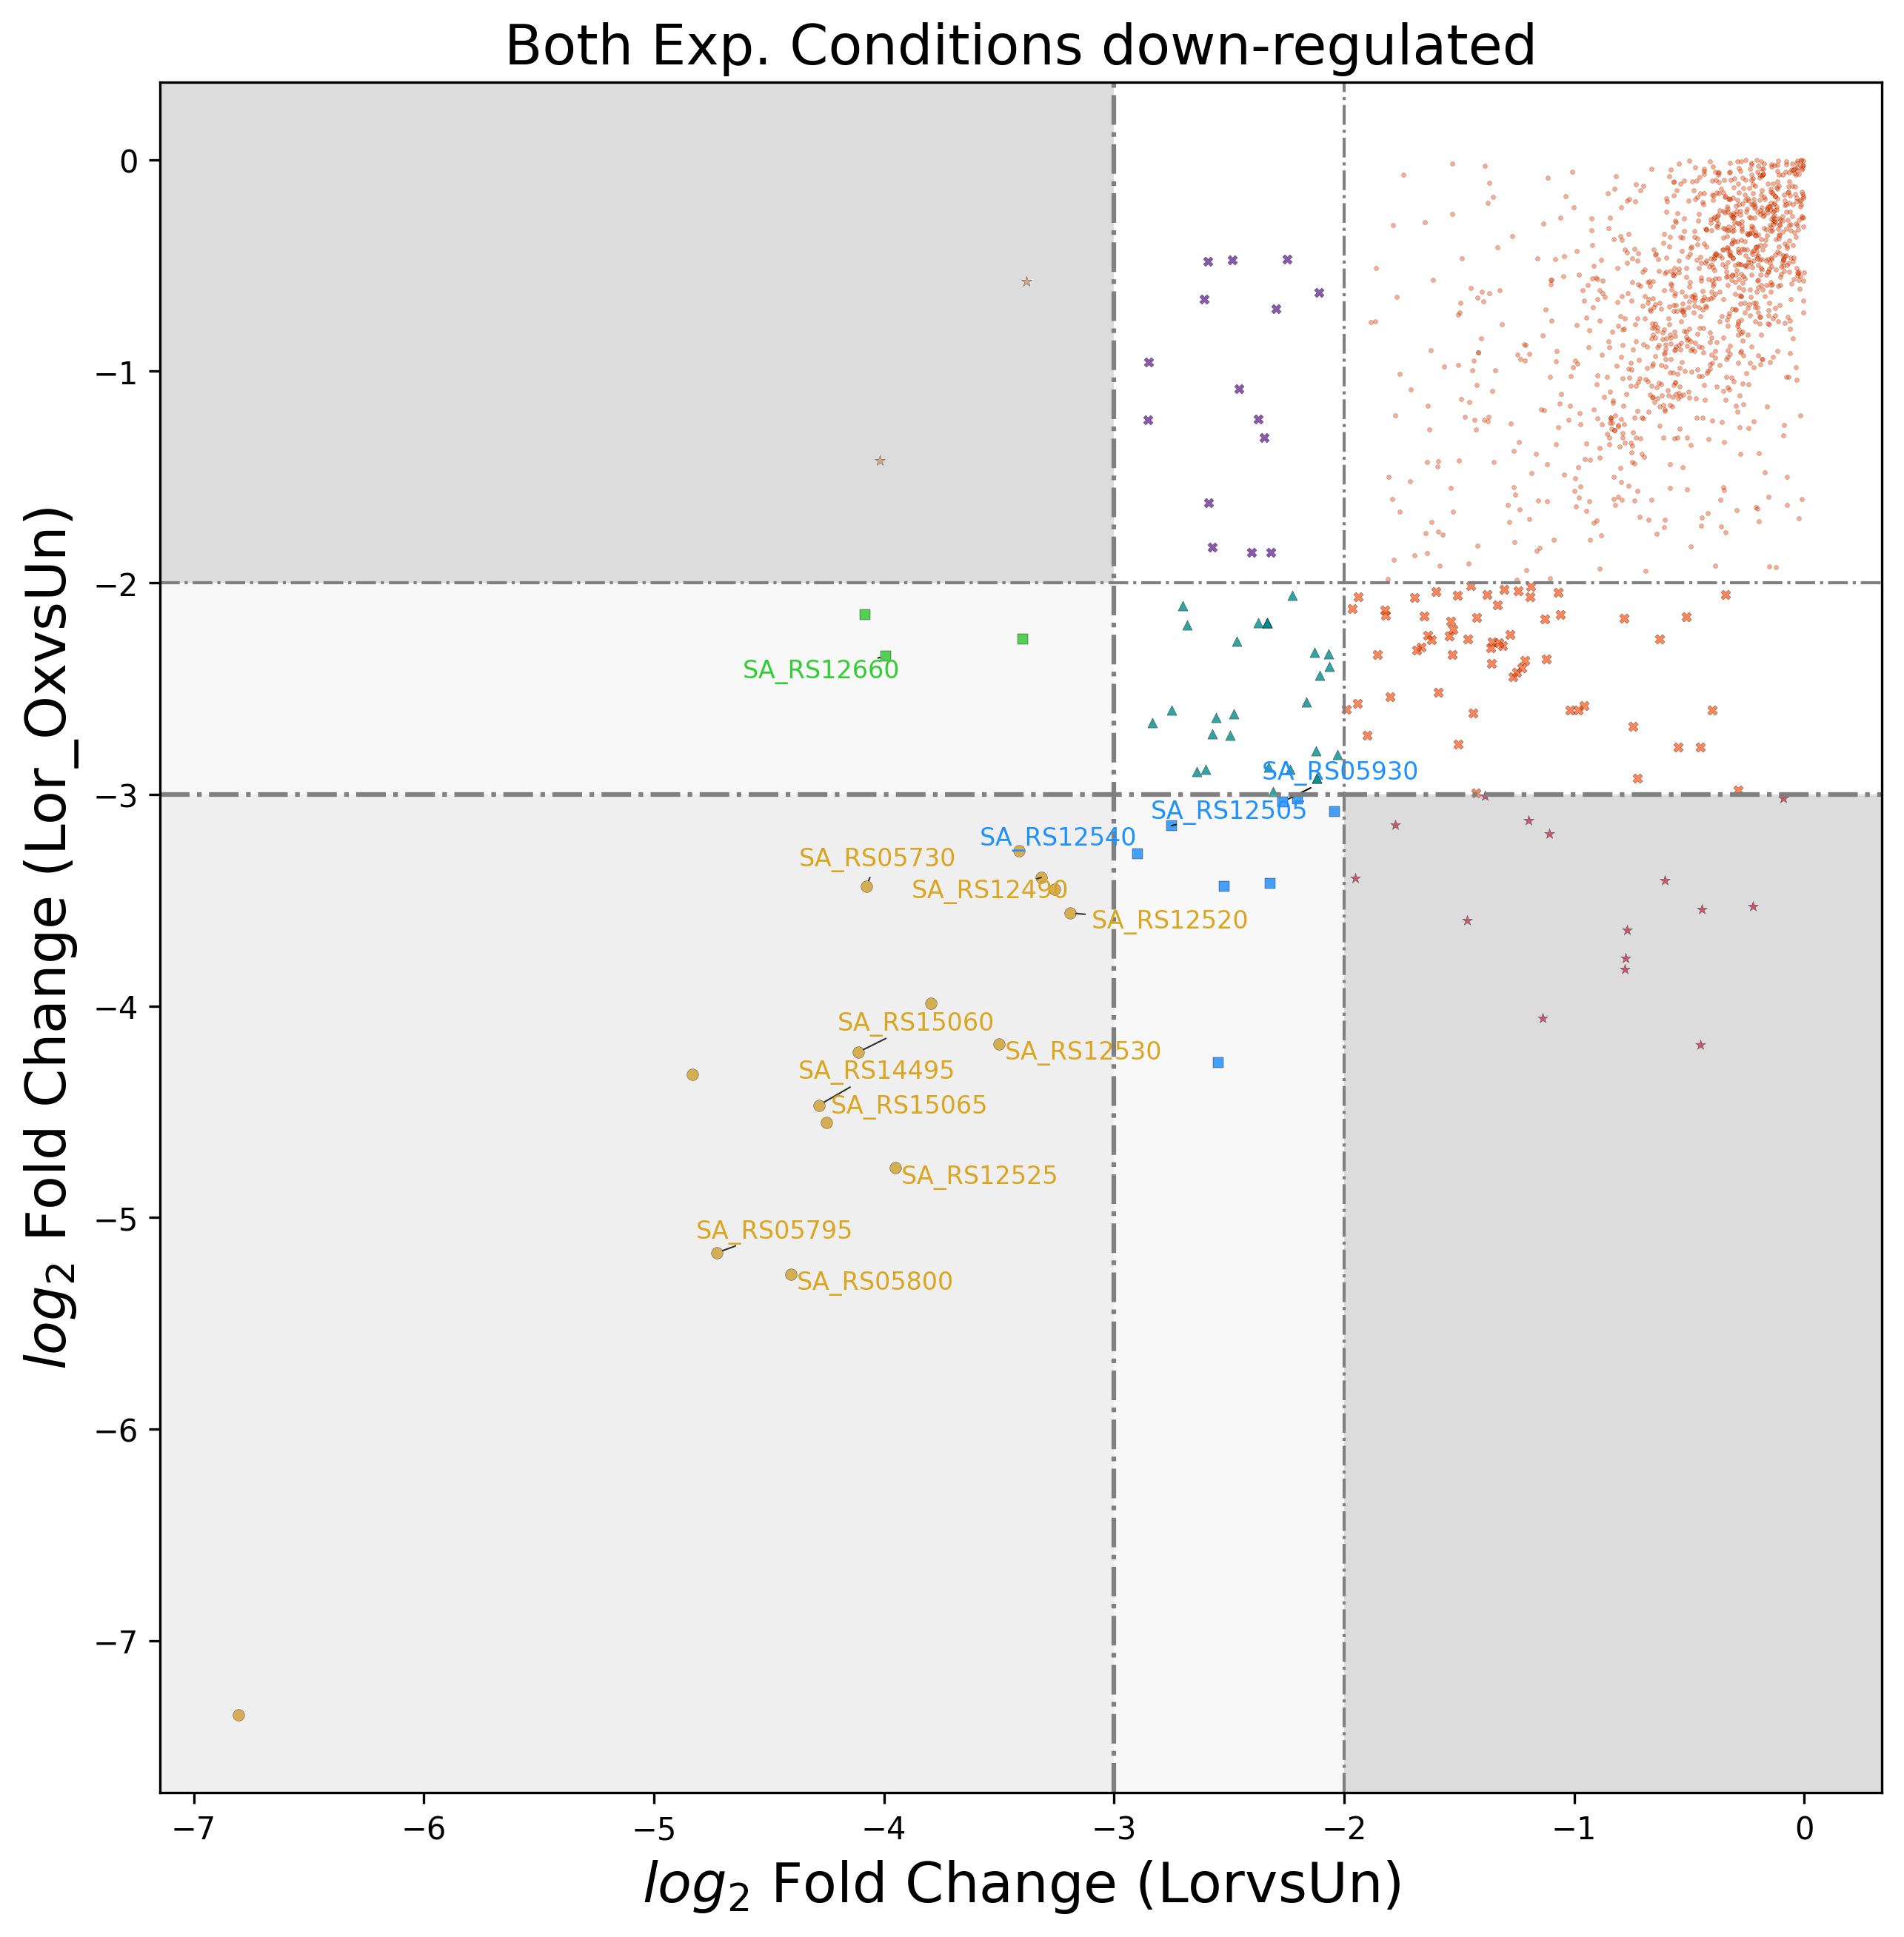 Both Exp. Conditions down-regulated
log2 Fold Change (Lor_OxvsUn)
0
−1
−2
−3
−4
−5
−6
−7
SA_RS12660
SA_RS05930
SA_RS12505
SA_RS12540
SA_RS05730
SA_RS12490
SA_RS12520
SA_RS15060
SA_RS12530
SA_RS14495
SA_RS15065
SA_RS12525
SA_RS05795
SA_RS05800
−7 −6 −5 −4 −3 −2 −1 0
log2 Fold Change (LorvsUn)